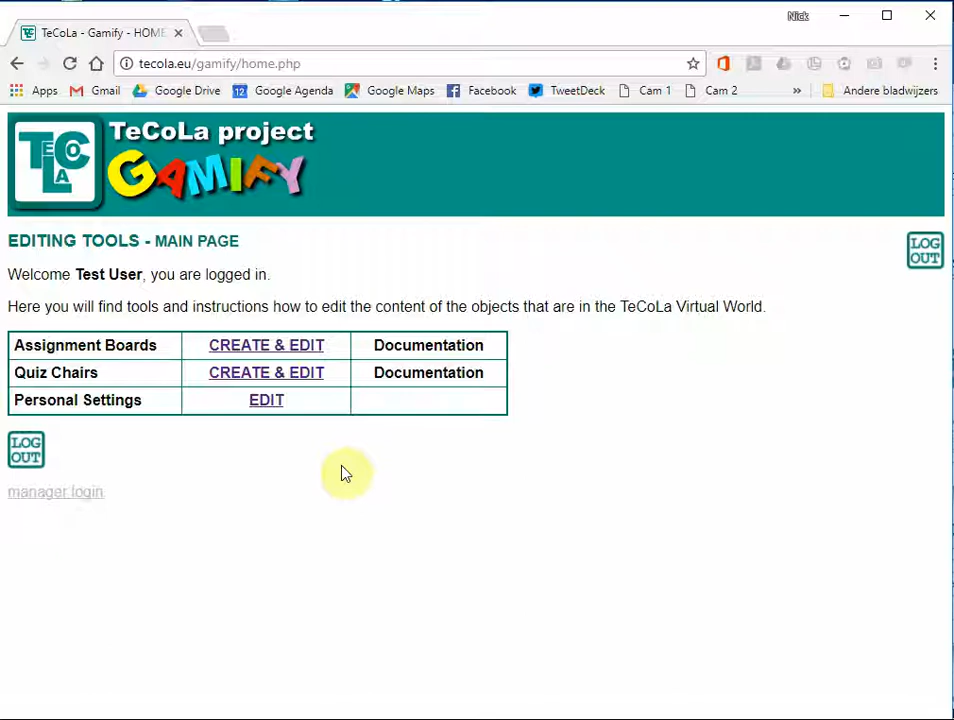 Nick
TeCoLa - Gamify - HOME
tecola.eu/gamify/home.php
Apps Gmail Google Drive 12 Google Agenda Google Maps Facebook TweetDeck Cam 1 Cam 2 » Andere bladwijzers
TECOLA TeCoLa project
GAMIFY
EDITING TOOLS - MAIN PAGE
LOG OUT
Welcome Test User, you are logged in.
Here you will find tools and instructions how to edit the content of the objects that are in the TeCoLa Virtual World.
Assignment Boards CREATE & EDIT Documentation
Quiz Chairs CREATE & EDIT Documentation
Personal Settings EDIT
LOG OUT
manager login